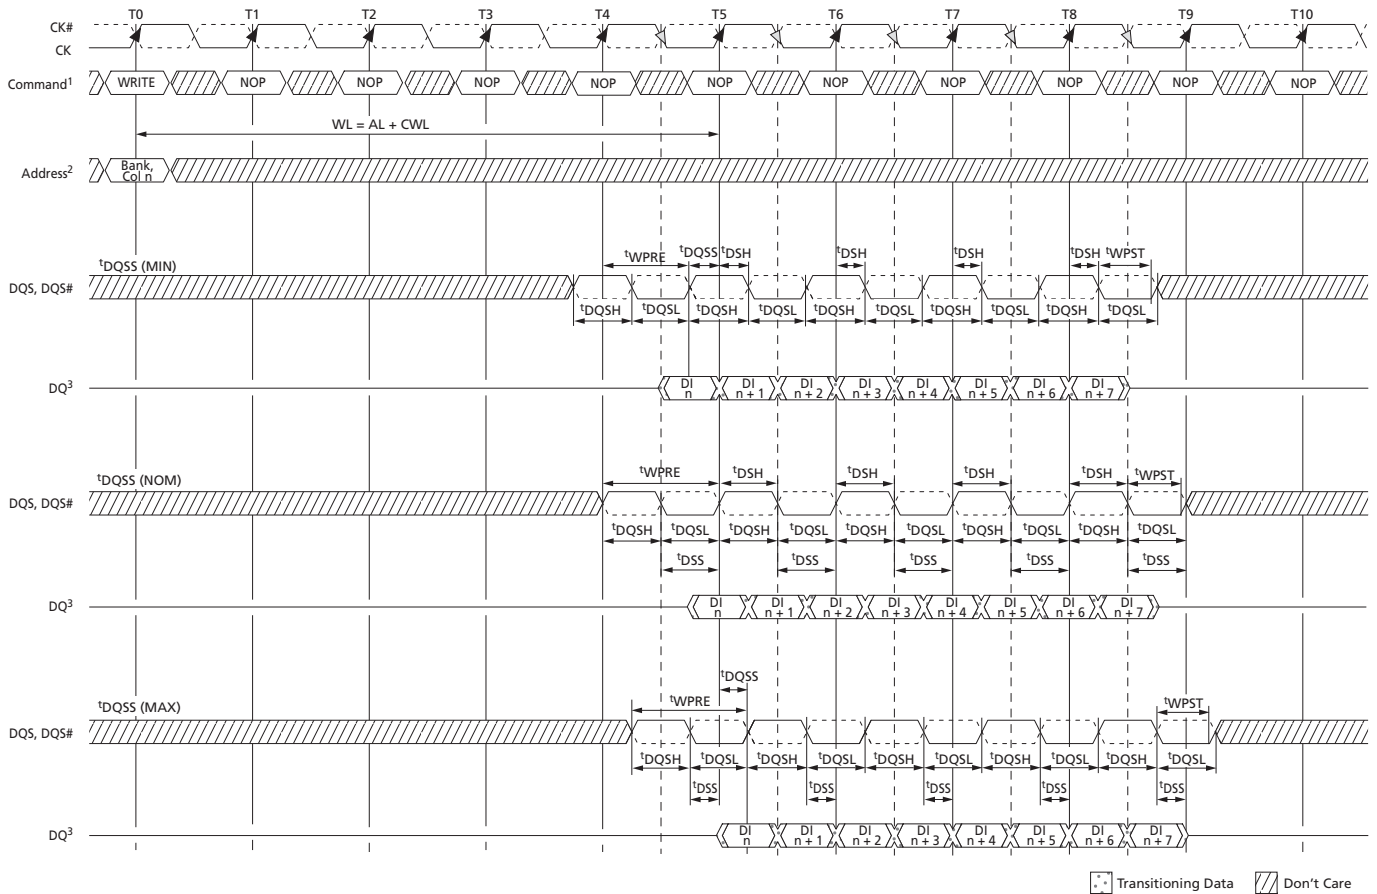 T0 T1 T2 T3 T4 T5 T6 T7 T8 T9 T10
CK#
CK
Command1 WRITE NOP NOP NOP NOP NOP NOP NOP NOP NOP NOP
WL = AL + CWL
Address2 Bank, Col n
tDQSS (MIN) tWPRE tDQSS tDSH tDSH tDSH tDSH tWPST
DQS, DQS#
tDQSH tDQSL tDQSH tDQSL tDQSH tDQSL tDQSH tDQSL tDQSH tDQSL
DQ3 DI n DI n + 1 DI n + 2 DI n + 3 DI n + 4 DI n + 5 DI n + 6 DI n + 7
tDQSS (NOM) tWPRE tDSH tDSH tDSH tDSH tWPST
DQS, DQS#
tDQSH tDQSL tDQSH tDQSL tDQSH tDQSL tDQSH tDQSL tDQSH tDQSL
tDSS tDSS tDSS tDSS tDSS
DQ3 DI n DI n + 1 DI n + 2 DI n + 3 DI n + 4 DI n + 5 DI n + 6 DI n + 7
tDQSS
tDQSS (MAX) tWPRE tWPST
DQS, DQS#
tDQSH tDQSL tDQSH tDQSL tDQSH tDQSL tDQSH tDQSL tDQSH tDQSL
tDSS tDSS tDSS tDSS tDSS
DQ3 DI n DI n + 1 DI n + 2 DI n + 3 DI n + 4 DI n + 5 DI n + 6 DI n + 7
Transitioning Data Don't Care